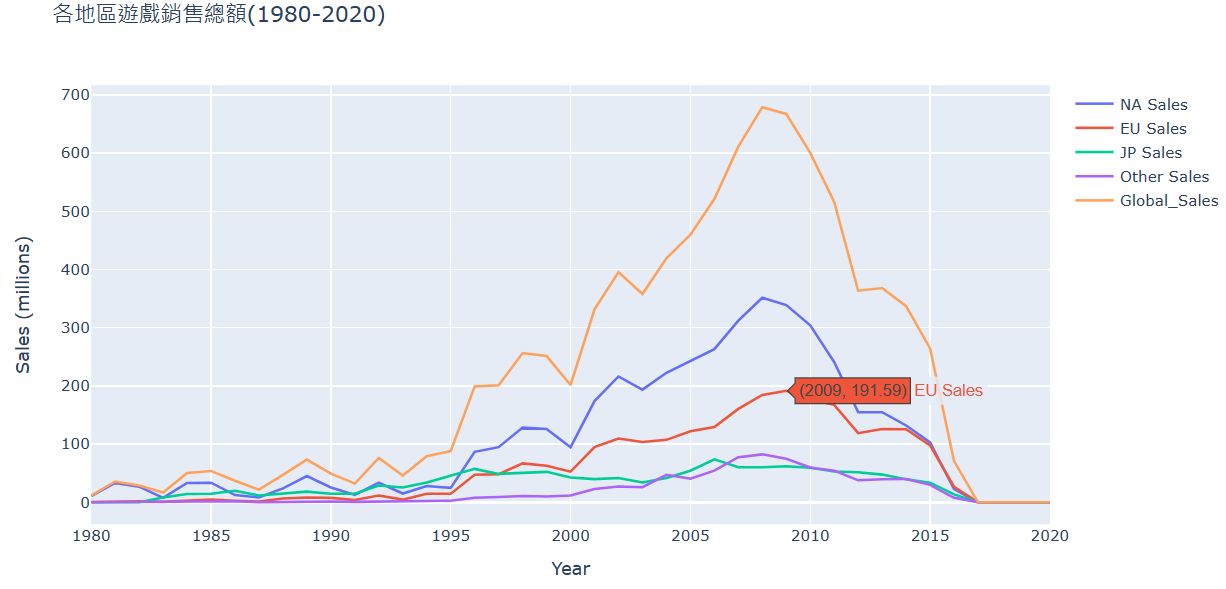 各地區遊戲銷售總額(1980-2020)
700
600
500
400
300
200
100
0
Sales (millions)
1980 1985 1990 1995 2000 2005 2010 2015 2020
Year
(2009, 191.59) EU Sales
NA Sales
EU Sales
JP Sales
Other Sales
Global_Sales